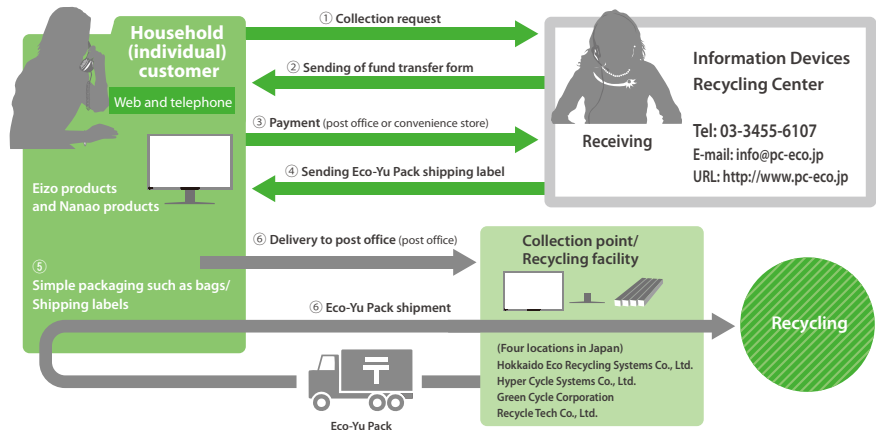 ① Collection request
Household
(individual)
customer
Web and telephone
② Sending of fund transfer form
③ Payment (post office or convenience store)
④ Sending Eco-Yu Pack shipping label
Receiving
Information Devices
Recycling Center
Tel: 03-3455-6107
E-mail: info@pc-eco.jp
URL: http://www.pc-eco.jp
Eizo products
and Nanao products
⑤
Simple packaging such as bags/
Shipping labels
⑥ Delivery to post office (post office)
⑥ Eco-Yu Pack shipment
Collection point/
Recycling facility
(Four locations in Japan)
Hokkaido Eco Recycling Systems Co., Ltd.
Hyper Cycle Systems Co., Ltd.
Green Cycle Corporation
Recycle Tech Co., Ltd.
Recycling
〒
Eco-Yu Pack